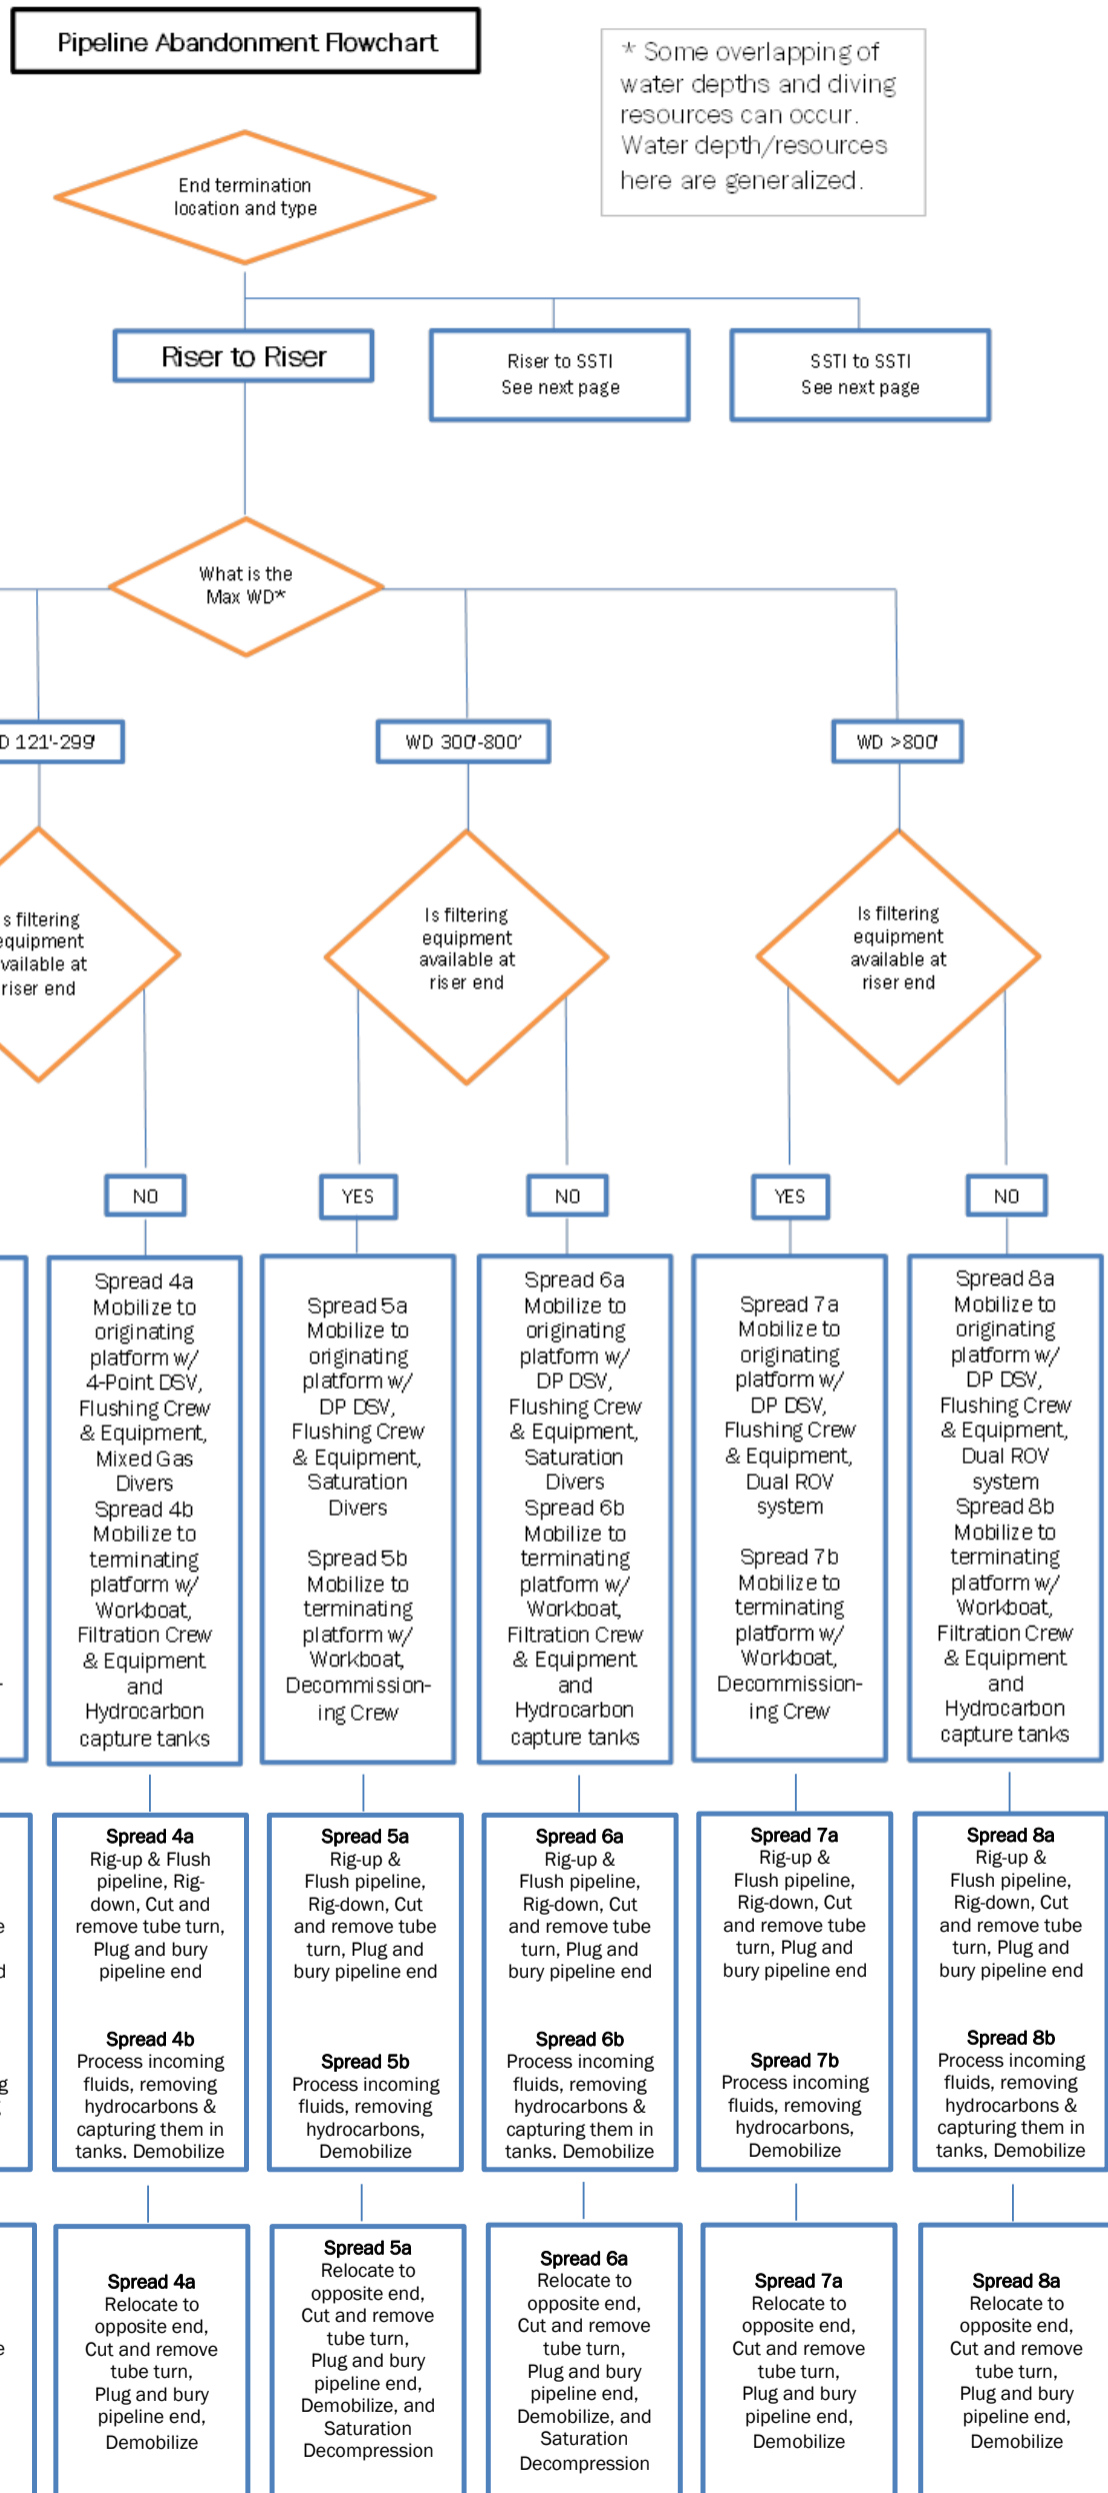 Pipeline Abandonment Flowchart
* Some overlapping of
water depths and diving
resources can occur.
Water depth/resources
here are generalized.
End termination
location and type
Riser to Riser
Riser to SSTI
See next page
SSTI to SSTI
See next page
What is the
Max WD*
D 121'-299'
WD 300'-800'
WD >800'
s filtering
equipment
vailable at
riser end
Is filtering
equipment
available at
riser end
Is filtering
equipment
available at
riser end
NO
YES
NO
YES
NO
Spread 4a
Mobilize to
originating
platform w/
4-Point DSV,
Flushing Crew
& Equipment,
Mixed Gas
Divers
Spread 4b
Mobilize to
terminating
platform w/
Workboat,
Filtration Crew
& Equipment
and
Hydrocarbon
capture tanks
Spread 5a
Mobilize to
originating
platform w/
DP DSV,
Flushing Crew
& Equipment,
Saturation
Divers
Spread 5b
Mobilize to
terminating
platform w/
Workboat,
Decommission-
ing Crew
Spread 6a
Mobilize to
originating
platform w/
DP DSV,
Flushing Crew
& Equipment,
Saturation
Divers
Spread 6b
Mobilize to
terminating
platform w/
Workboat,
Filtration Crew
& Equipment
and
Hydrocarbon
capture tanks
Spread 7a
Mobilize to
originating
platform w/
DP DSV,
Flushing Crew
& Equipment,
Dual ROV
system
Spread 7b
Mobilize to
terminating
platform w/
Workboat,
Decommission-
ing Crew
Spread 8a
Mobilize to
originating
platform w/
DP DSV,
Flushing Crew
& Equipment,
Dual ROV
system
Spread 8b
Mobilize to
terminating
platform w/
Workboat,
Filtration Crew
& Equipment
and
Hydrocarbon
capture tanks
Spread 4a
Rig-up & Flush
pipeline, Rig-
down, Cut and
remove tube turn,
Plug and bury
pipeline end
Spread 4b
Process incoming
fluids, removing
hydrocarbons &
capturing them in
tanks, Demobilize
Spread 5a
Rig-up &
Flush pipeline,
Rig-down, Cut
and remove tube
turn, Plug and
bury pipeline end
Spread 5b
Process incoming
fluids, removing
hydrocarbons,
Demobilize
Spread 6a
Rig-up &
Flush pipeline,
Rig-down, Cut
and remove tube
turn, Plug and
bury pipeline end
Spread 6b
Process incoming
fluids, removing
hydrocarbons &
capturing them in
tanks, Demobilize
Spread 7a
Rig-up &
Flush pipeline,
Rig-down, Cut
and remove tube
turn, Plug and
bury pipeline end
Spread 7b
Process incoming
fluids, removing
hydrocarbons,
Demobilize
Spread 8a
Rig-up &
Flush pipeline,
Rig-down, Cut
and remove tube
turn, Plug and
bury pipeline end
Spread 8b
Process incoming
fluids, removing
hydrocarbons &
capturing them in
tanks, Demobilize
Spread 4a
Relocate to
opposite end,
Cut and remove
tube turn,
Plug and bury
pipeline end,
Demobilize
Spread 5a
Relocate to
opposite end,
Cut and remove
tube turn,
Plug and bury
pipeline end,
Demobilize, and
Saturation
Decompression
Spread 6a
Relocate to
opposite end,
Cut and remove
tube turn,
Plug and bury
pipeline end,
Demobilize, and
Saturation
Decompression
Spread 7a
Relocate to
opposite end,
Cut and remove
tube turn,
Plug and bury
pipeline end,
Demobilize
Spread 8a
Relocate to
opposite end,
Cut and remove
tube turn,
Plug and bury
pipeline end,
Demobilize